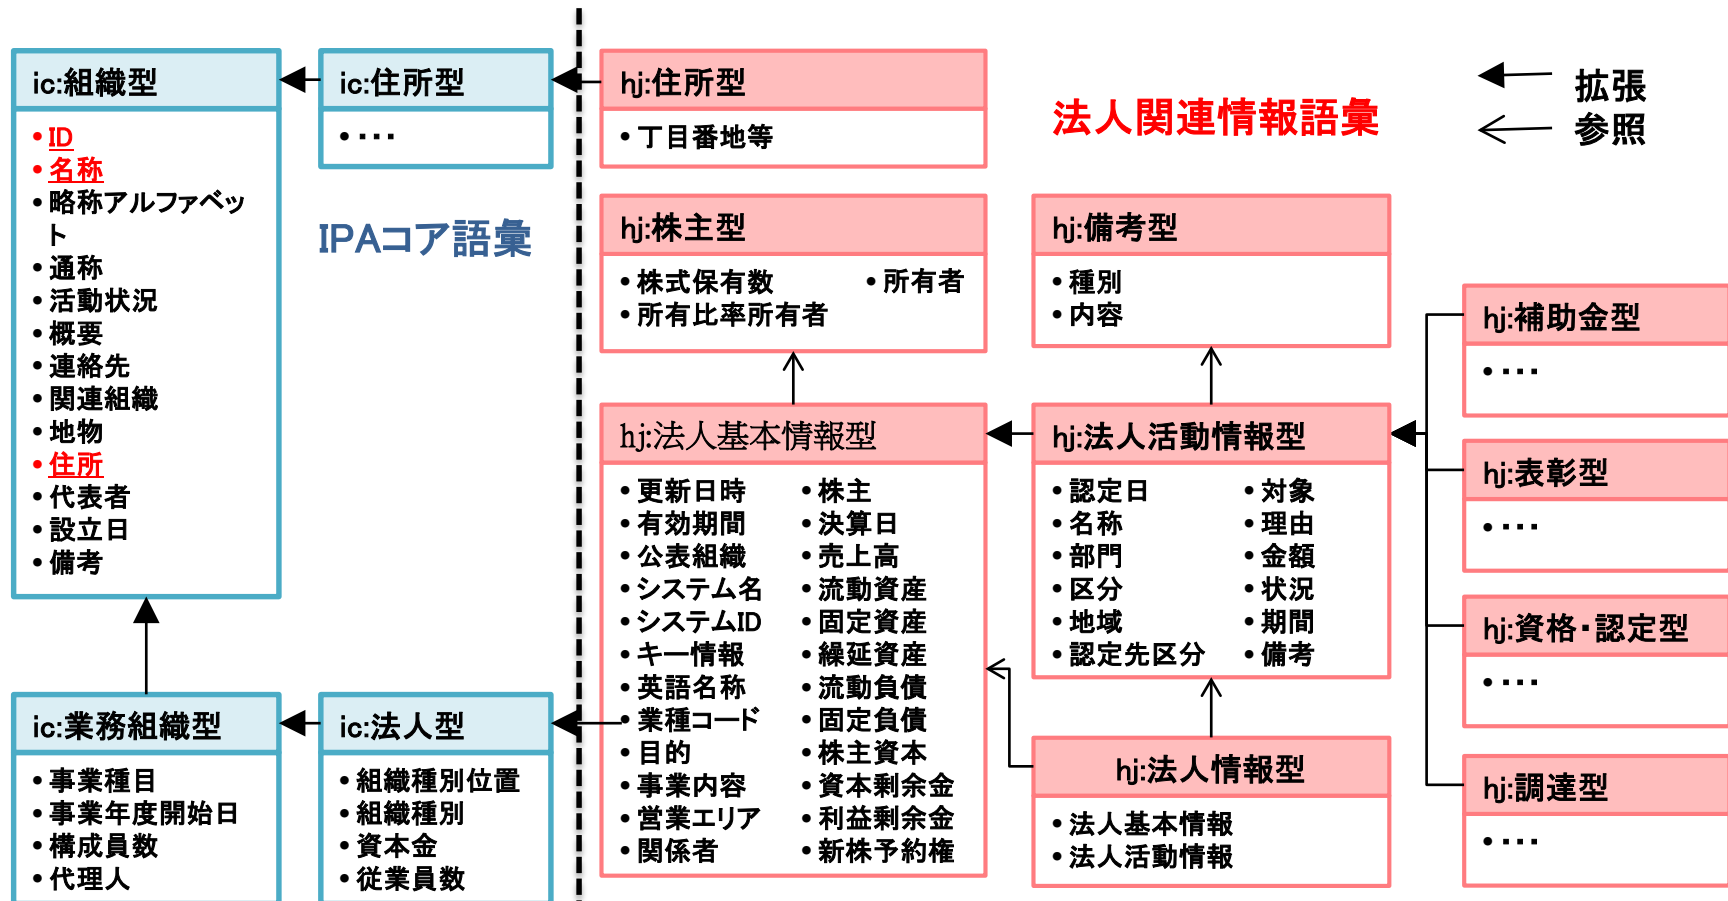 ic:組織型
• ID
• 名称
• 略称アルファベッ
ト
• 通称
• 活動状況
• 概要
• 連絡先
• 関連組織
• 地物
• 住所
• 代表者
• 設立日
• 備考
ic:住所型
• ･･･
IPAコア語彙
ic:業務組織型
• 事業種目
• 事業年度開始日
• 構成員数
• 代理人
ic:法人型
• 組織種別位置
• 組織種別
• 資本金
• 従業員数
hj:住所型
• 丁目番地等
法人関連情報語彙
拡張
参照
hj:株主型
• 株式保有数
• 所有者
• 所有比率所有者
hj:備考型
• 種別
• 内容
hj:法人基本情報型
• 更新日時
• 有効期間
• 公表組織
• システム名
• システムID
• キー情報
• 英語名称
• 業種コード
• 目的
• 事業内容
• 営業エリア
• 関係者
• 株主
• 決算日
• 売上高
• 流動資産
• 固定資産
• 繰延資産
• 流動負債
• 固定負債
• 株主資本
• 資本剰余金
• 利益剰余金
• 新株予約権
hj:法人活動情報型
• 認定日
• 名称
• 部門
• 区分
• 地域
• 認定先区分
• 対象
• 理由
• 金額
• 状況
• 期間
• 備考
hj:法人情報型
• 法人基本情報
• 法人活動情報
hj:補助金型
• ･･･
hj:表彰型
• ･･･
hj:資格･認定型
• ･･･
hj:調達型
• ･･･